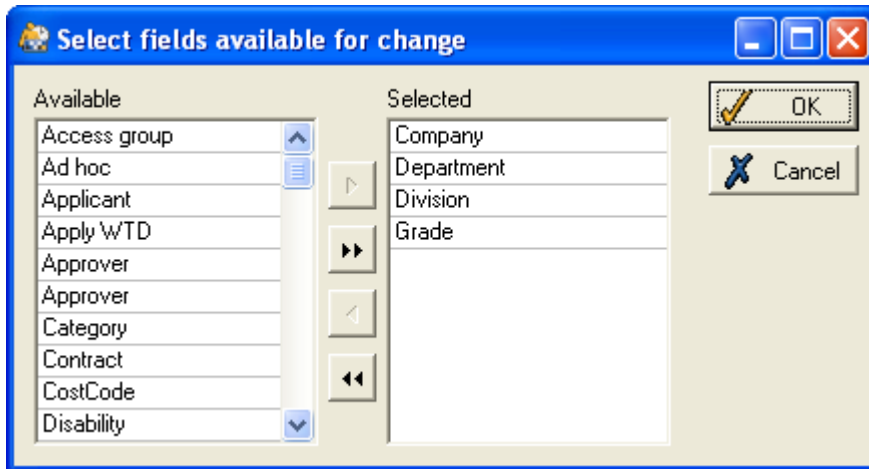 Select fields available for change
Available
Access group
Ad hoc
Applicant
Apply WTD
Approver
Approver
Category
Contract
CostCode
Disability
Selected
Company
Department
Division
Grade
OK
Cancel